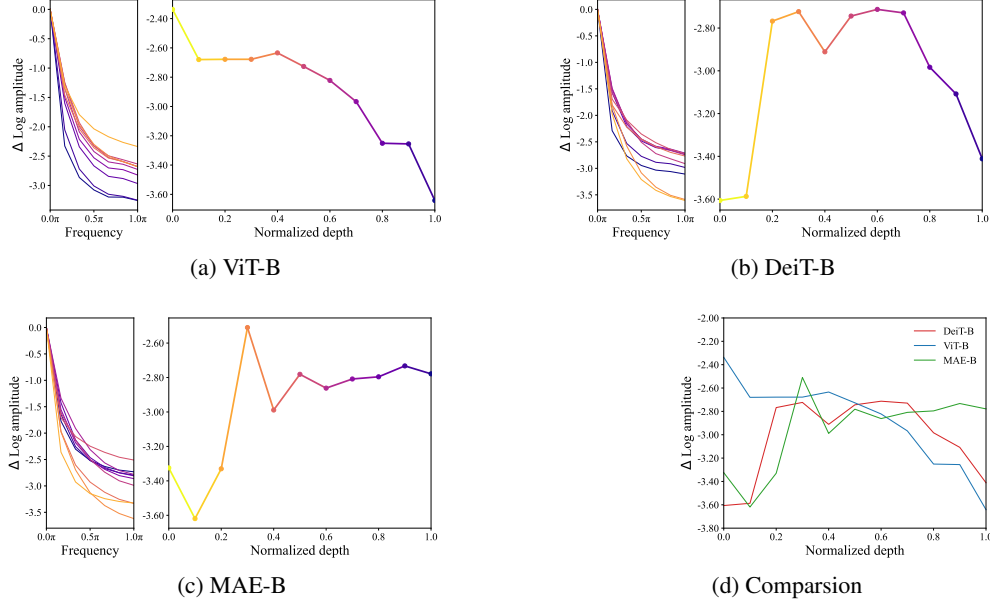 0.0
-0.5
-1.0
-1.5
-2.0
-2.5
-3.0
Δ Log amplitude
0.0π 0.5π 1.0π
Frequency
-2.40
-2.60
-2.80
-3.00
-3.20
-3.40
-3.60
0.0 0.2 0.4 0.6 0.8 1.0
Normalized depth
(a) ViT-B
0.0
-0.5
-1.0
-1.5
-2.0
-2.5
-3.0
-3.5
Δ Log amplitude
0.0π 0.5π 1.0π
Frequency
-2.80
-3.00
-3.20
-3.40
-3.60
0.0 0.2 0.4 0.6 0.8 1.0
Normalized depth
(b) DeiT-B
0.0
-0.5
-1.0
-1.5
-2.0
-2.5
-3.0
-3.5
Δ Log amplitude
0.0π 0.5π 1.0π
Frequency
-2.60
-2.80
-3.00
-3.20
-3.40
-3.60
0.0 0.2 0.4 0.6 0.8 1.0
Normalized depth
(c) MAE-B
-2.00
-2.20
-2.40
-2.60
-2.80
-3.00
-3.20
-3.40
-3.60
-3.80
Δ Log amplitude
DeiT-B
ViT-B
MAE-B
0.0 0.2 0.4 0.6 0.8 1.0
Normalized depth
(d) Comparsion